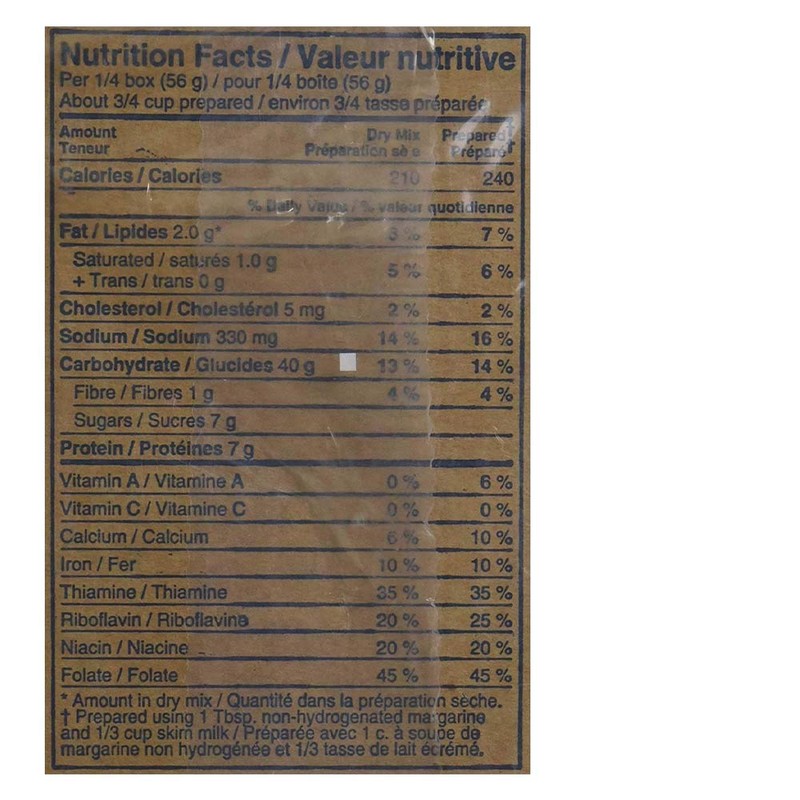 Nutrition Facts / Valeur nutritive
Per 1/4 box (56 g) / pour 1/4 boîte (56 g)
About 3/4 cup prepared / environ 3/4 tasse préparée
Amount Dry Mix Prepared†
Teneur Préparation sèche Préparé†
Calories / Calories 210 240
% Daily Value / % valeur quotidienne
Fat / Lipides 2.0 g* 3 % 7 %
Saturated / saturés 1.0 g
+ Trans / trans 0 g 5 % 6 %
Cholesterol / Cholestérol 5 mg 2 % 2 %
Sodium / Sodium 330 mg 14 % 16 %
Carbohydrate / Glucides 40 g 13 % 14 %
Fibre / Fibres 1 g 4 % 4 %
Sugars / Sucres 7 g
Protein / Protéines 7 g
Vitamin A / Vitamine A 0 % 6 %
Vitamin C / Vitamine C 0 % 0 %
Calcium / Calcium 6 % 10 %
Iron / Fer 10 % 10 %
Thiamine / Thiamine 35 % 35 %
Riboflavin / Riboflavine 20 % 25 %
Niacin / Niacine 20 % 20 %
Folate / Folate 45 % 45 %
* Amount in dry mix / Quantité dans la préparation sèche.
† Prepared using 1 Tbsp. non-hydrogenated margarine
and 1/3 cup skim milk / Préparée avec 1 c. à soupe de
margarine non hydrogénée et 1/3 tasse de lait écrémé.